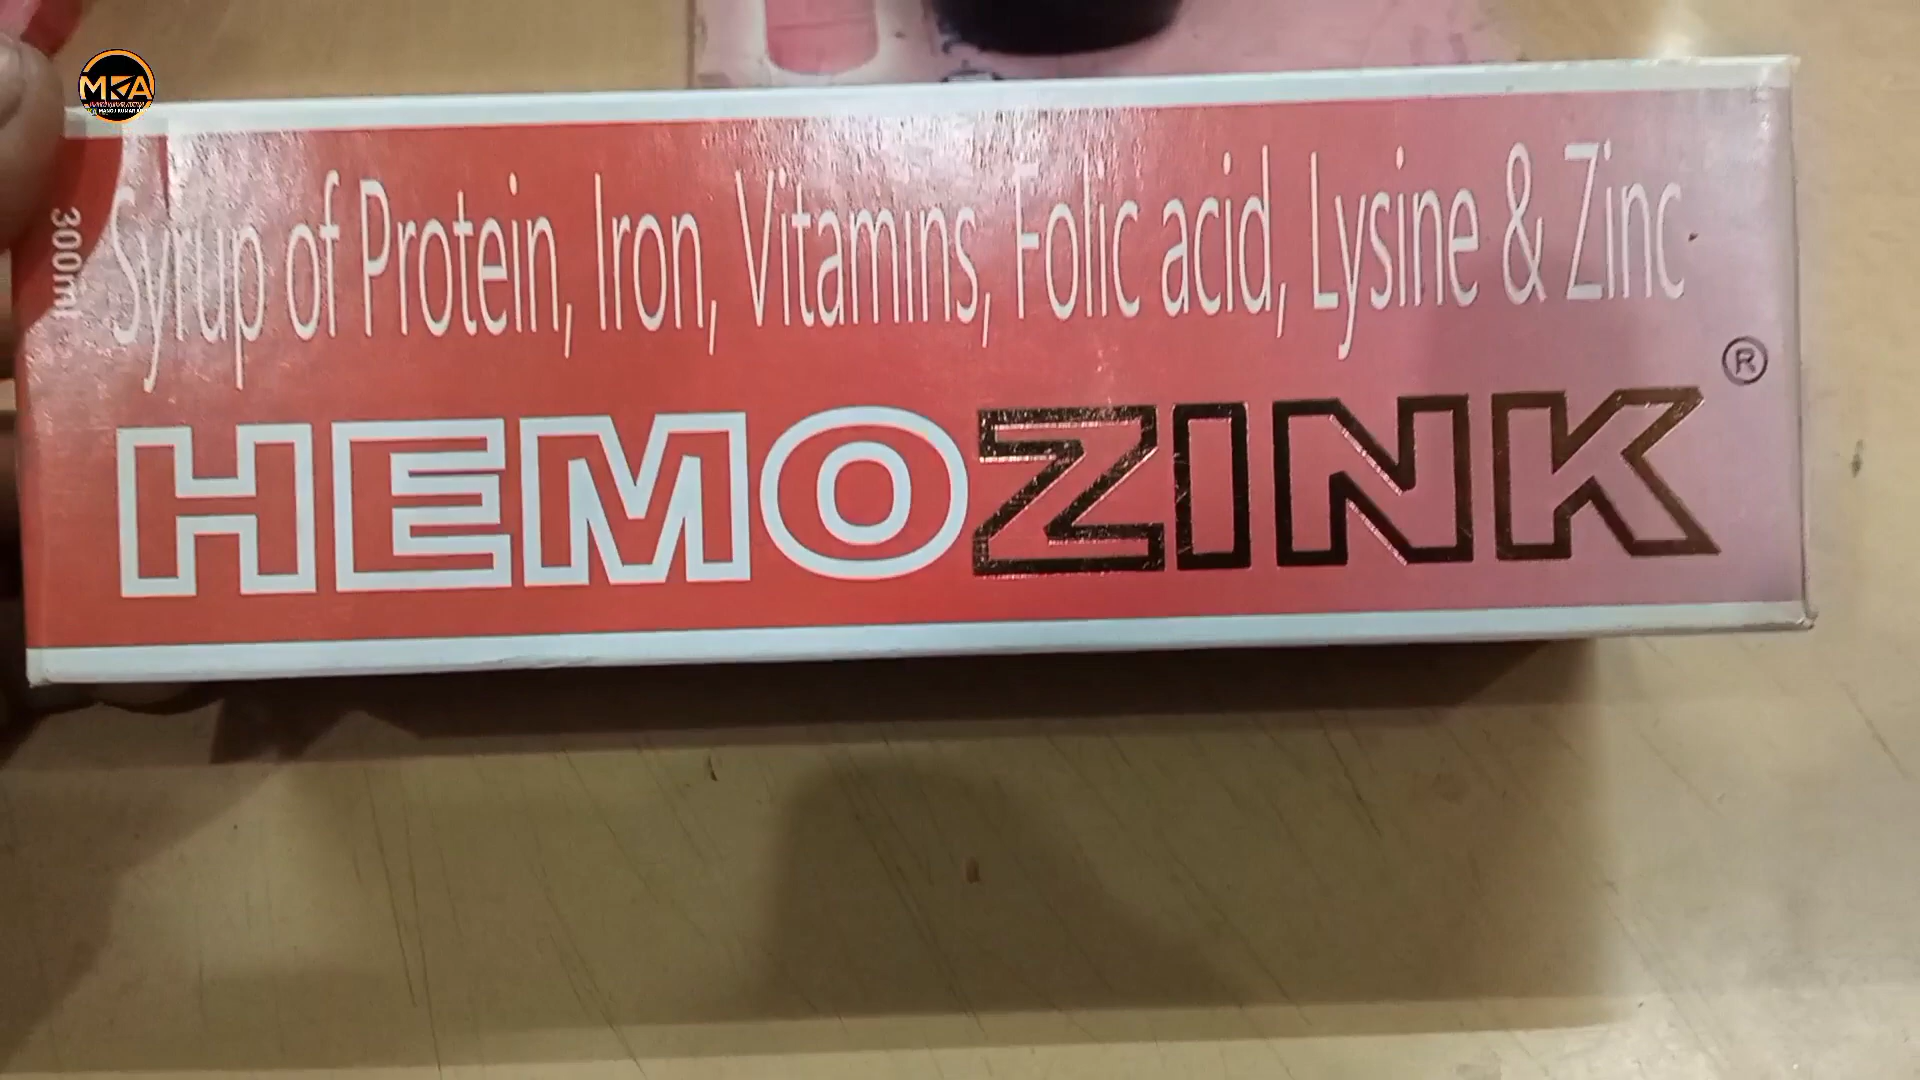 MKA
300ml
Syrup of Protein, Iron, Vitamins, Folic acid, Lysine & Zinc
HEMOZINK®